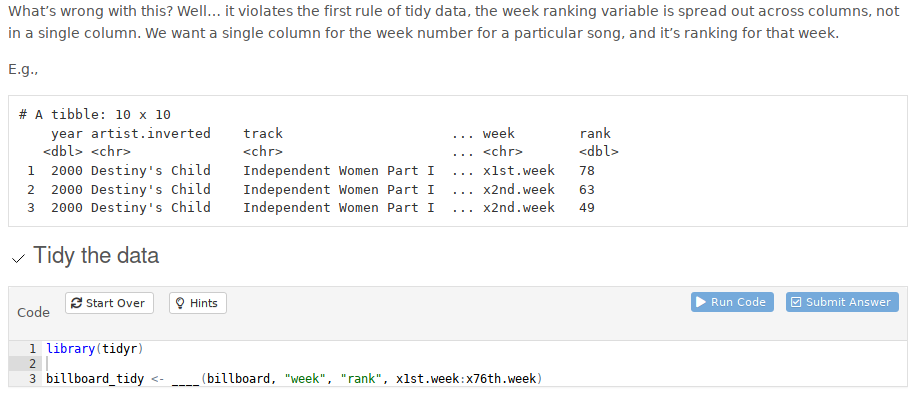 What's wrong with this? Well… it violates the first rule of tidy data, the week ranking variable is spread out across columns, not
in a single column. We want a single column for the week number for a particular song, and it's ranking for that week.
E.g.,
# A tibble: 10 x 10
year artist.inverted track ... week rank
<dbl> <chr> <chr> ... <chr> <dbl>
1 2000 Destiny's Child Independent Women Part I ... x1st.week 78
2 2000 Destiny's Child Independent Women Part I ... x2nd.week 63
3 2000 Destiny's Child Independent Women Part I ... x2nd.week 49
Tidy the data
Code Start Over Hints Run Code Submit Answer
1 library(tidyr)
2
3 billboard_tidy <- ____(billboard, "week", "rank", x1st.week:x76th.week)